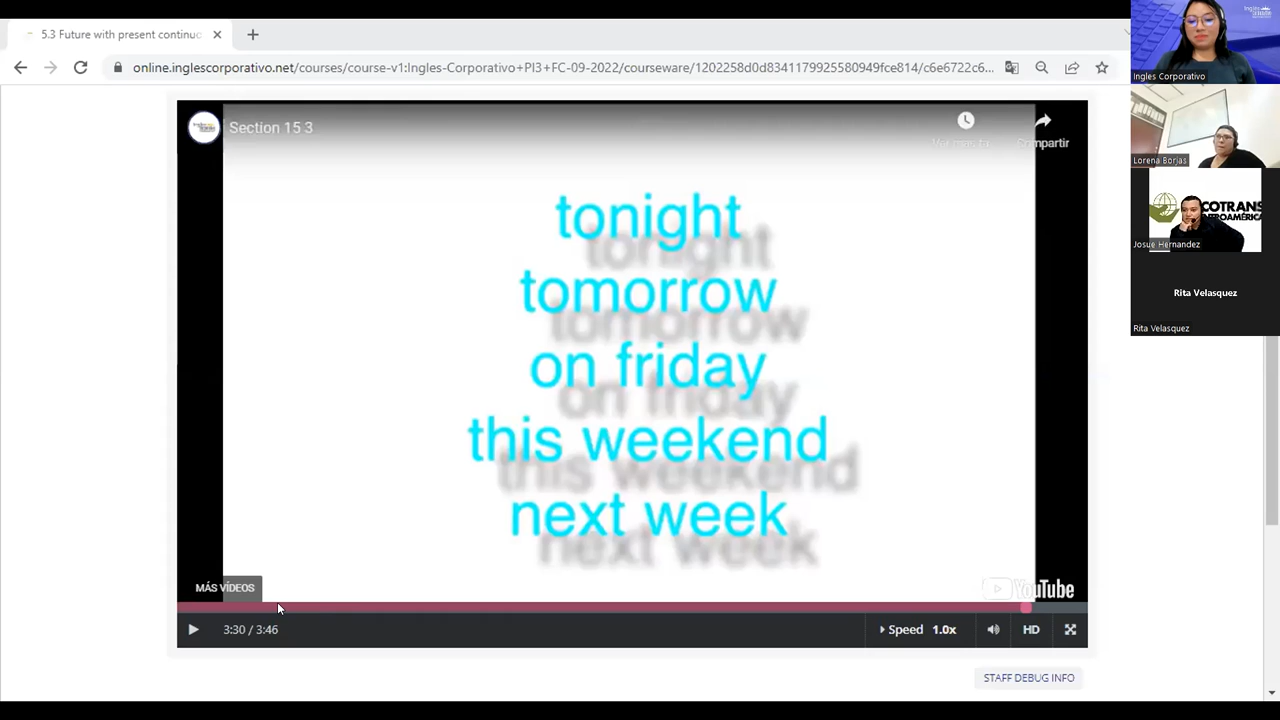 5.3 Future with present continuo
online.inglescorporativo.net/courses/course-v1:Ingles-Corporativo+PI3+FC-09-2022/courseware/1202258d0d8341179925580949fce814/c6e6722c6...
Section 15 3
Compartir
tonight
tomorrow
on friday
this weekend
next week
MÁS VÍDEOS
YouTube
3:30 / 3:46
Speed 1.0x
HD
STAFF DEBUG INFO
Ingles Corporativo
Lorena Borjas
COTRANS
Josue Hernandez
Rita Velasquez
Rita Velasquez